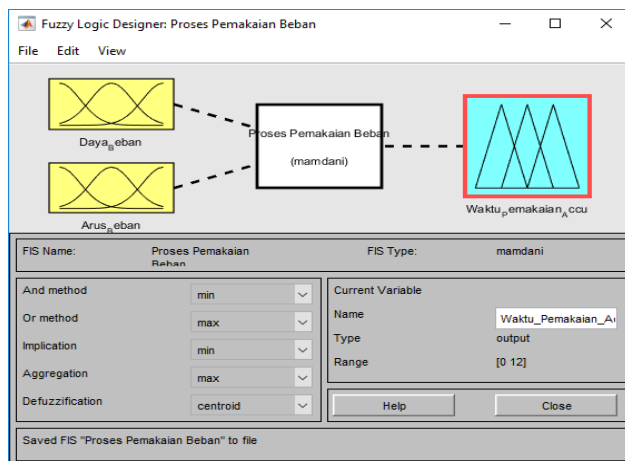 Fuzzy Logic Designer: Proses Pemakaian Beban
File Edit View
Daya_Beban
Proses Pemakaian Beban
(mamdani)
Arus_Beban
Waktu_Pemakaian_Accu
FIS Name: Proses Pemakaian Beban FIS Type: mamdani
And method min
Or method max
Implication min
Aggregation max
Defuzzification centroid
Current Variable
Name Waktu_Pemakaian_A
Type output
Range [0 12]
Help Close
Saved FIS "Proses Pemakaian Beban" to file